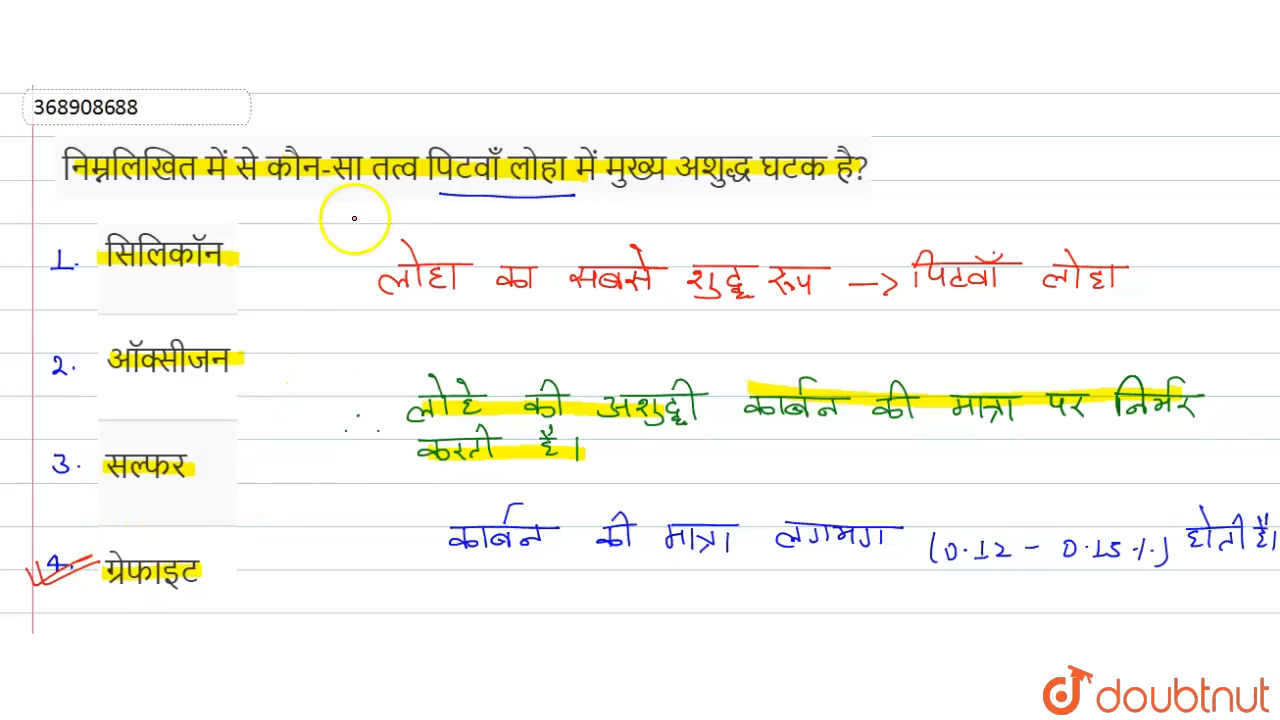 368908688
निम्नलिखित में से कौन-सा तत्व पिटवाँ लोहा में मुख्य अशुद्ध घटक है?
1. सिलिकॉन
लोहा का सबसे शुद्ध रूप —> पिटवाँ लोहा
2. ऑक्सीजन
लोहे की अशुद्धी कार्बन की मात्रा पर निर्भर
करती है।
3. सल्फर
कार्बन की मात्रा लगभग (0.12 - 0.15%) होती है।
4. ग्रेफाइट
doubtnut